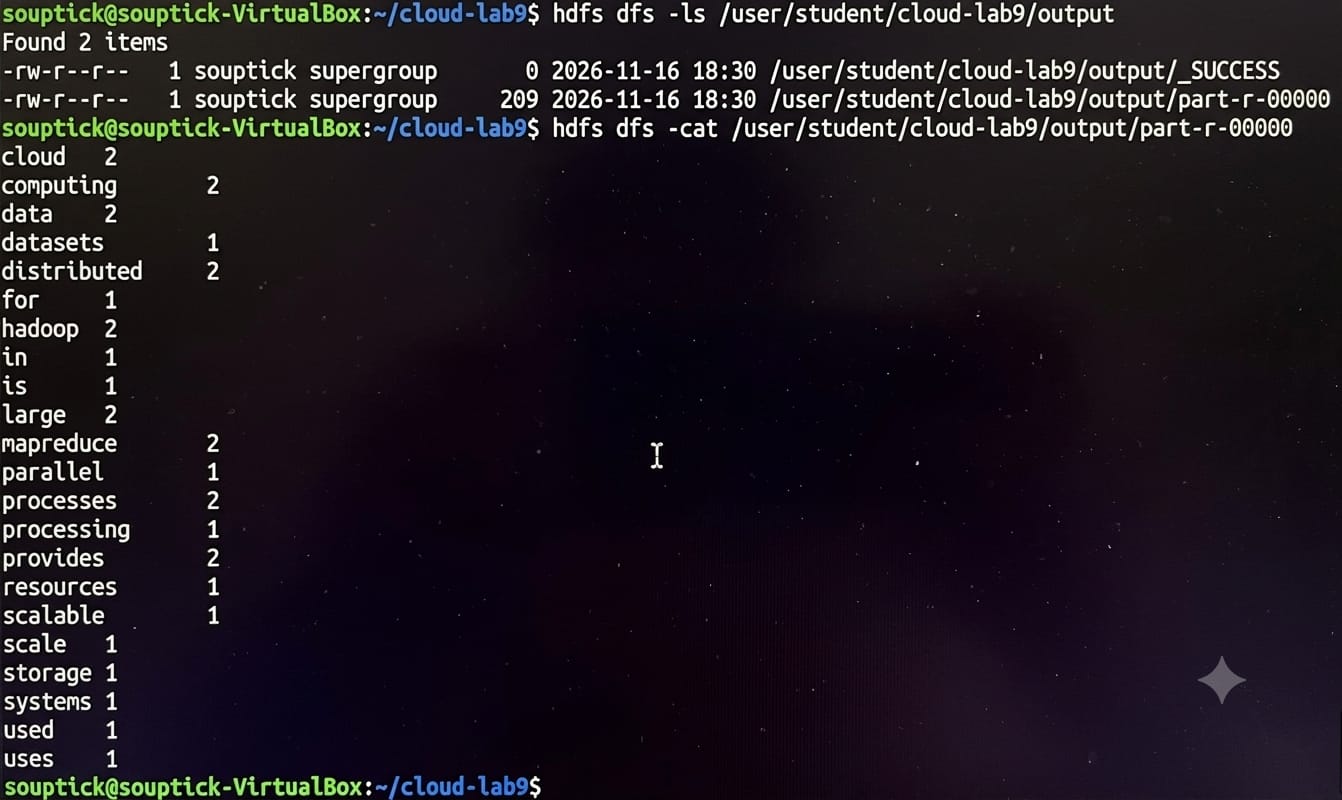 souptick@souptick-VirtualBox:~/cloud-lab9$ hdfs dfs -ls /user/student/cloud-lab9/output
Found 2 items
-rw-r--r--   1 souptick supergroup          0 2026-11-16 18:30 /user/student/cloud-lab9/output/_SUCCESS
-rw-r--r--   1 souptick supergroup        209 2026-11-16 18:30 /user/student/cloud-lab9/output/part-r-00000
souptick@souptick-VirtualBox:~/cloud-lab9$ hdfs dfs -cat /user/student/cloud-lab9/output/part-r-00000
cloud	2
computing	2
data	2
datasets	1
distributed	2
for	1
hadoop	2
in	1
is	1
large	2
mapreduce	2
parallel	1
processes	2
processing	1
provides	2
resources	1
scalable	1
scale	1
storage	1
systems	1
used	1
uses	1
souptick@souptick-VirtualBox:~/cloud-lab9$